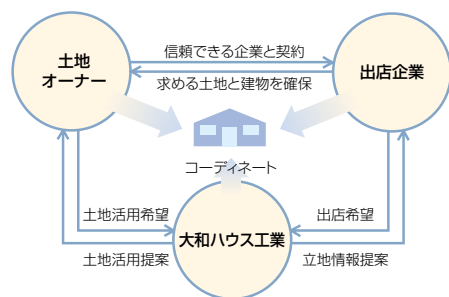 土地
オーナー
信頼できる企業と契約
求める土地と建物を確保
出店企業
コーディネート
土地活用希望
土地活用提案
大和ハウス工業
出店希望
立地情報提案